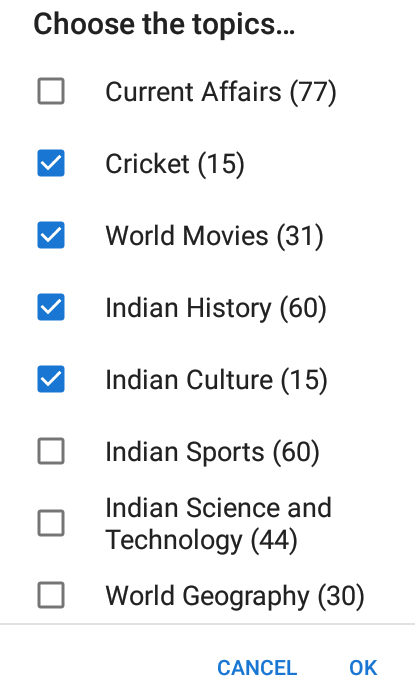 Choose the topics...
Current Affairs (77)
Cricket (15)
World Movies (31)
Indian History (60)
Indian Culture (15)
Indian Sports (60)
Indian Science and
Technology (44)
World Geography (30)
CANCEL OK